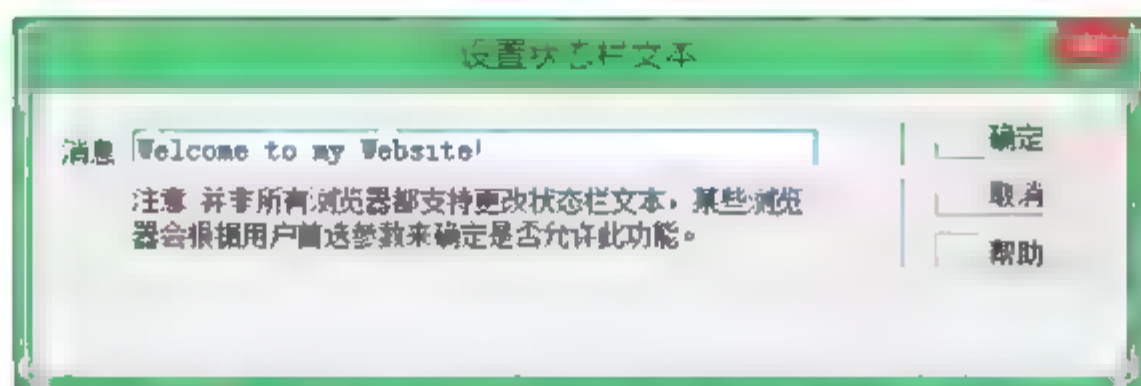 设置状态栏文本
消息 Welcome to my Website! 确定
注意 并非所有浏览器都支持更改状态栏文本，某些浏览 取消
器会根据用户首选参数来确定是否允许此功能。 帮助